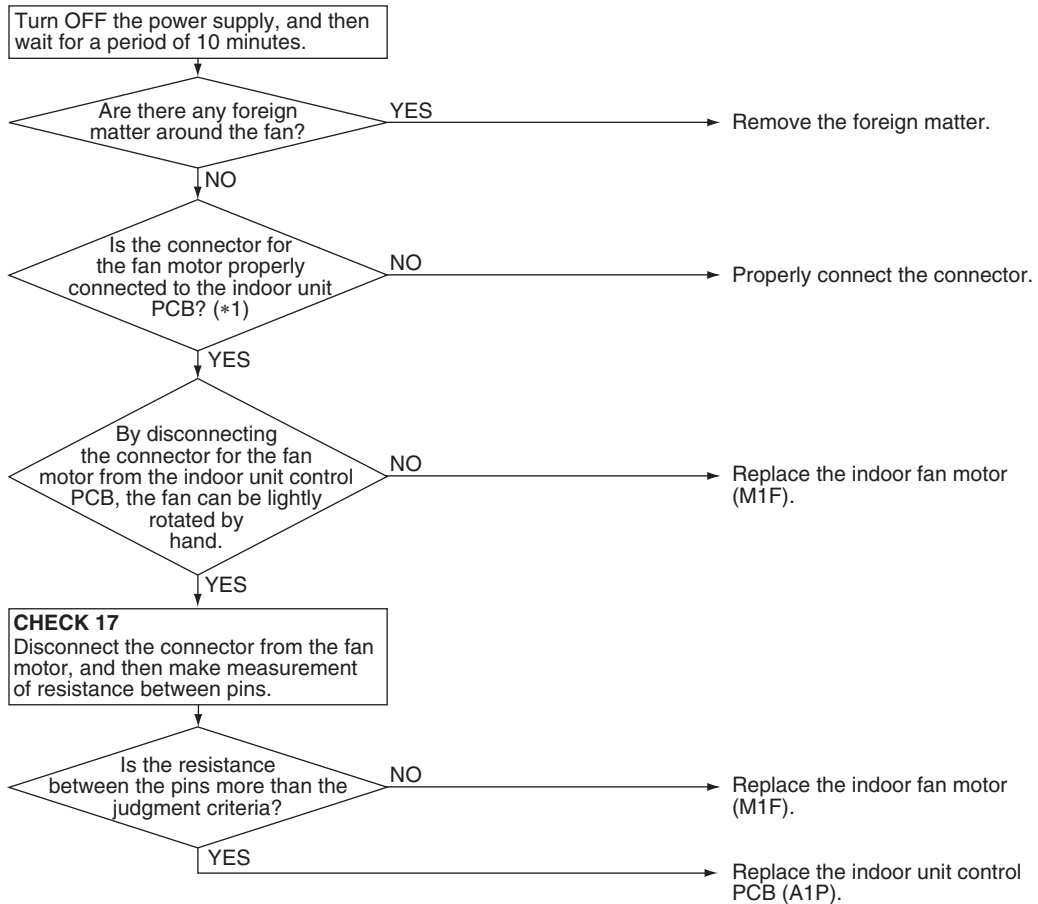 Turn OFF the power supply, and then
wait for a period of 10 minutes.
Are there any foreign
matter around the fan?
YES
Remove the foreign matter.
NO
Is the connector for
the fan motor properly
connected to the indoor unit
PCB? (*1)
NO
Properly connect the connector.
YES
By disconnecting
the connector for the fan
motor from the indoor unit control
PCB, the fan can be lightly
rotated by
hand.
NO
Replace the indoor fan motor
(M1F).
YES
CHECK 17
Disconnect the connector from the fan
motor, and then make measurement
of resistance between pins.
Is the resistance
between the pins more than the
judgment criteria?
NO
Replace the indoor fan motor
(M1F).
YES
Replace the indoor unit control
PCB (A1P).